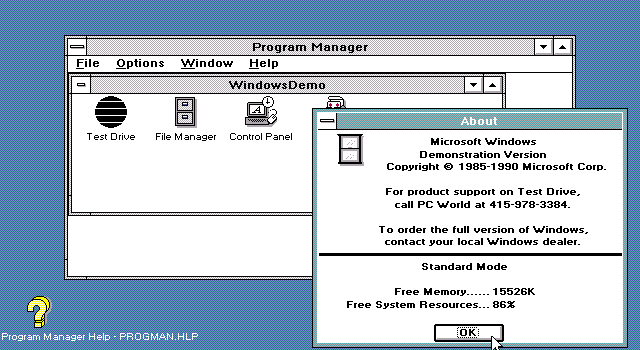 Program Manager
File Options Window Help
WindowsDemo
Test Drive File Manager Control Panel
About
Microsoft Windows
Demonstration Version
Copyright © 1985-1990 Microsoft Corp.
For product support on Test Drive,
call PC World at 415-978-3384.
To order the full version of Windows,
contact your local Windows dealer.
Standard Mode
Free Memory...... 15526K
Free System Resources... 86%
OK
Program Manager Help - PROGMAN.HLP